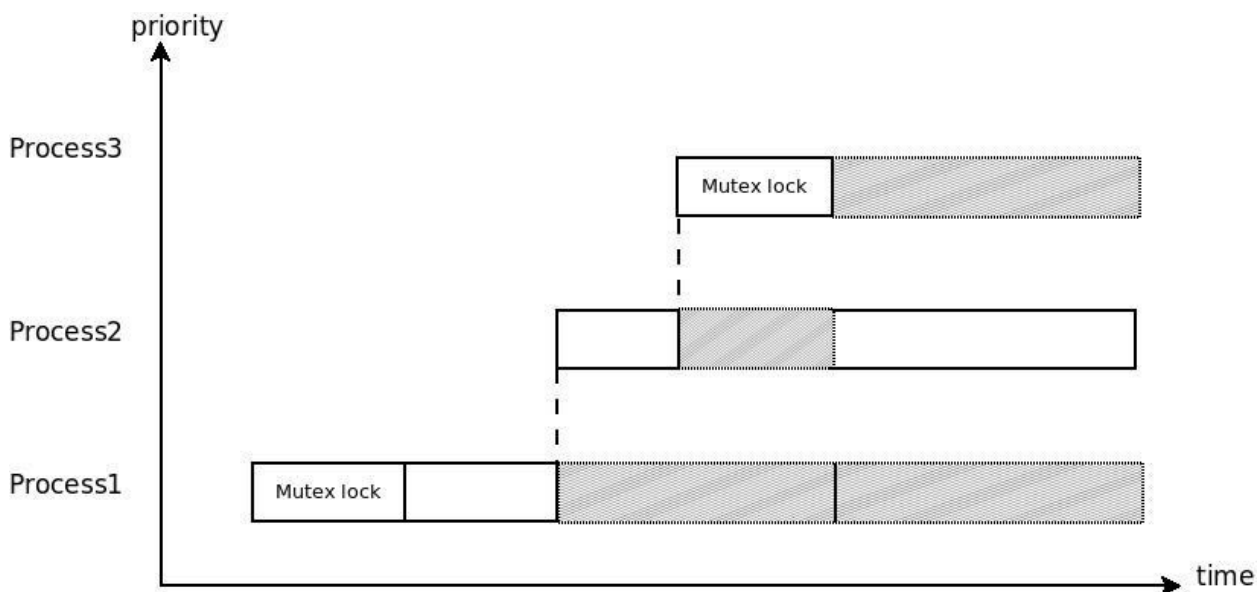 priority
Process3
Mutex lock
Process2
Process1
Mutex lock
time